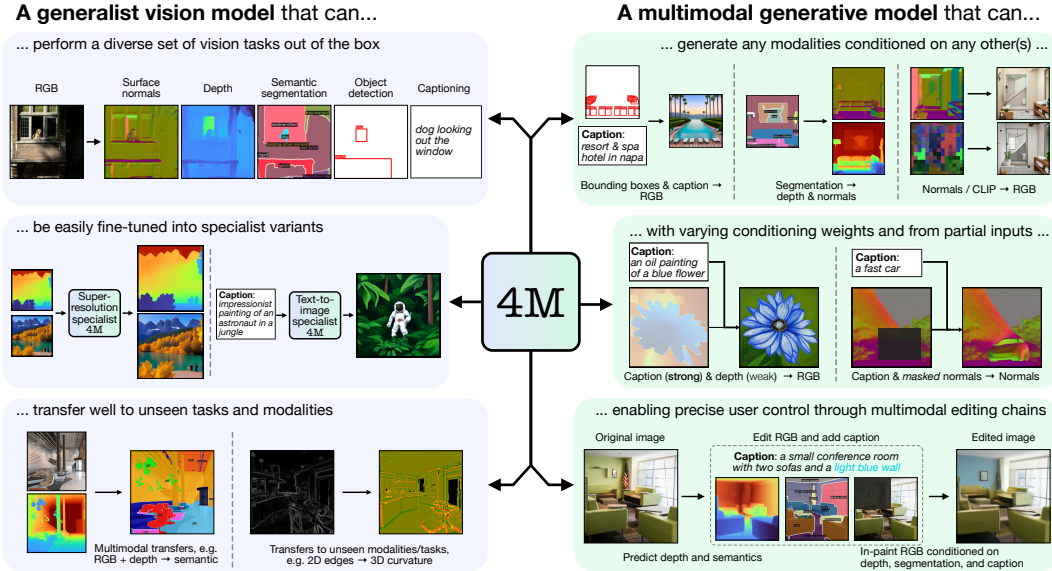 A generalist vision model that can...
... perform a diverse set of vision tasks out of the box
RGB
Surface
normals
Depth
Semantic
segmentation
Object
detection
Captioning
dog looking
out the
window
... be easily fine-tuned into specialist variants
Super-
resolution
specialist
4M
Caption:
impressionist
painting of an
astronaut in a
jungle
Text-to-
image
specialist
4M
... transfer well to unseen tasks and modalities
Multimodal transfers, e.g.
RGB + depth → semantic
Transfers to unseen modalities/tasks,
e.g. 2D edges → 3D curvature
4M
A multimodal generative model that can...
... generate any modalities conditioned on any other(s) ...
Caption:
resort & spa
hotel in napa
Bounding boxes & caption →
RGB
Segmentation →
depth & normals
Normals / CLIP → RGB
... with varying conditioning weights and from partial inputs ...
Caption:
an oil painting
of a blue flower
Caption (strong) & depth (weak) → RGB
Caption:
a fast car
Caption & masked normals → Normals
... enabling precise user control through multimodal editing chains
Original image
Edit RGB and add caption
Edited image
Caption: a small conference room
with two sofas and a light blue wall
Predict depth and semantics
In-paint RGB conditioned on
depth, segmentation, and caption